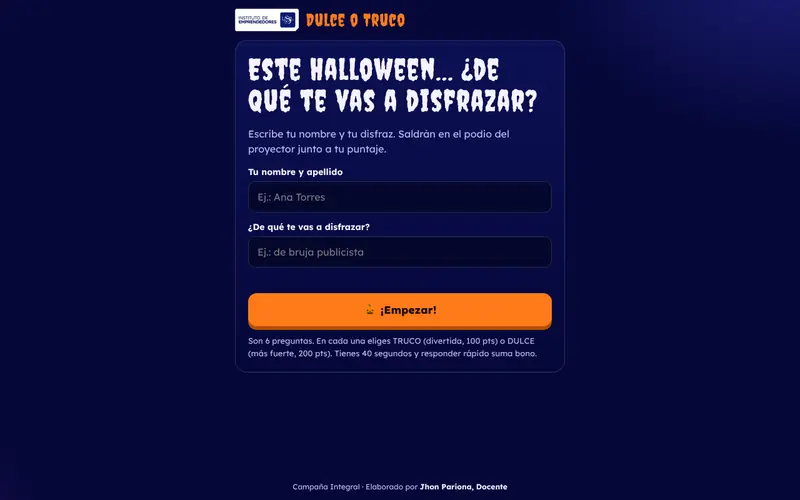 INSTITUTO DE
EMPRENDEDORES
DULCE O TRUCO
ESTE HALLOWEEN... ¿DE
QUÉ TE VAS A DISFRAZAR?
Escribe tu nombre y tu disfraz. Saldrán en el podio del
proyector junto a tu puntaje.
Tu nombre y apellido
Ej.: Ana Torres
¿De qué te vas a disfrazar?
Ej.: de bruja publicista
🎃 ¡Empezar!
Son 6 preguntas. En cada una eliges TRUCO (divertida, 100 pts) o DULCE
(más fuerte, 200 pts). Tienes 40 segundos y responder rápido suma bono.
Campaña Integral · Elaborado por Jhon Pariona, Docente